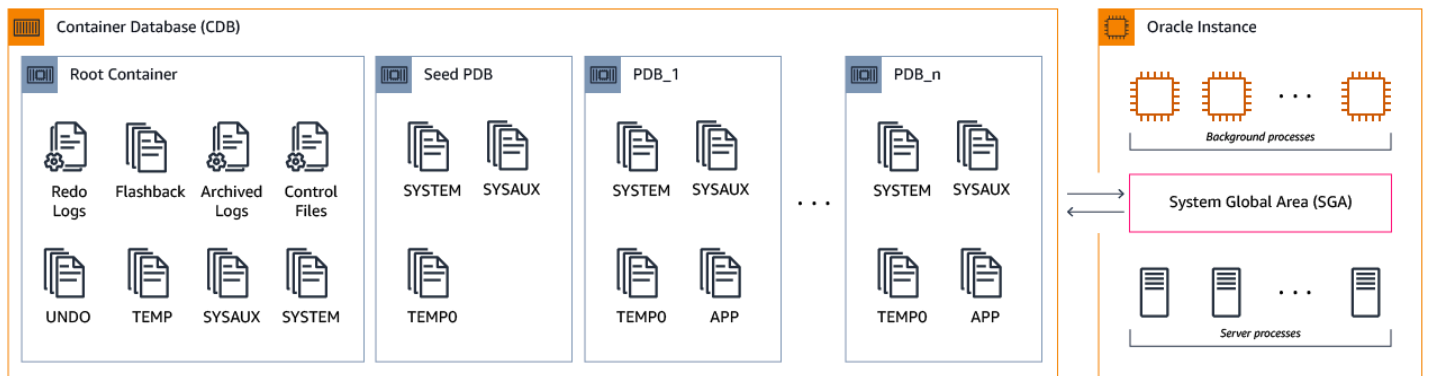 Container Database (CDB)
Oracle Instance
Root Container
Seed PDB
PDB_1
PDB_n
Redo
Logs
Flashback
Archived
Logs
Control
Files
UNDO
TEMP
SYSAUX
SYSTEM
SYSTEM
SYSAUX
TEMP0
SYSTEM
SYSAUX
TEMP0
APP
. . .
SYSTEM
SYSAUX
TEMP0
APP
. . .
Background processes
System Global Area (SGA)
. . .
Server processes